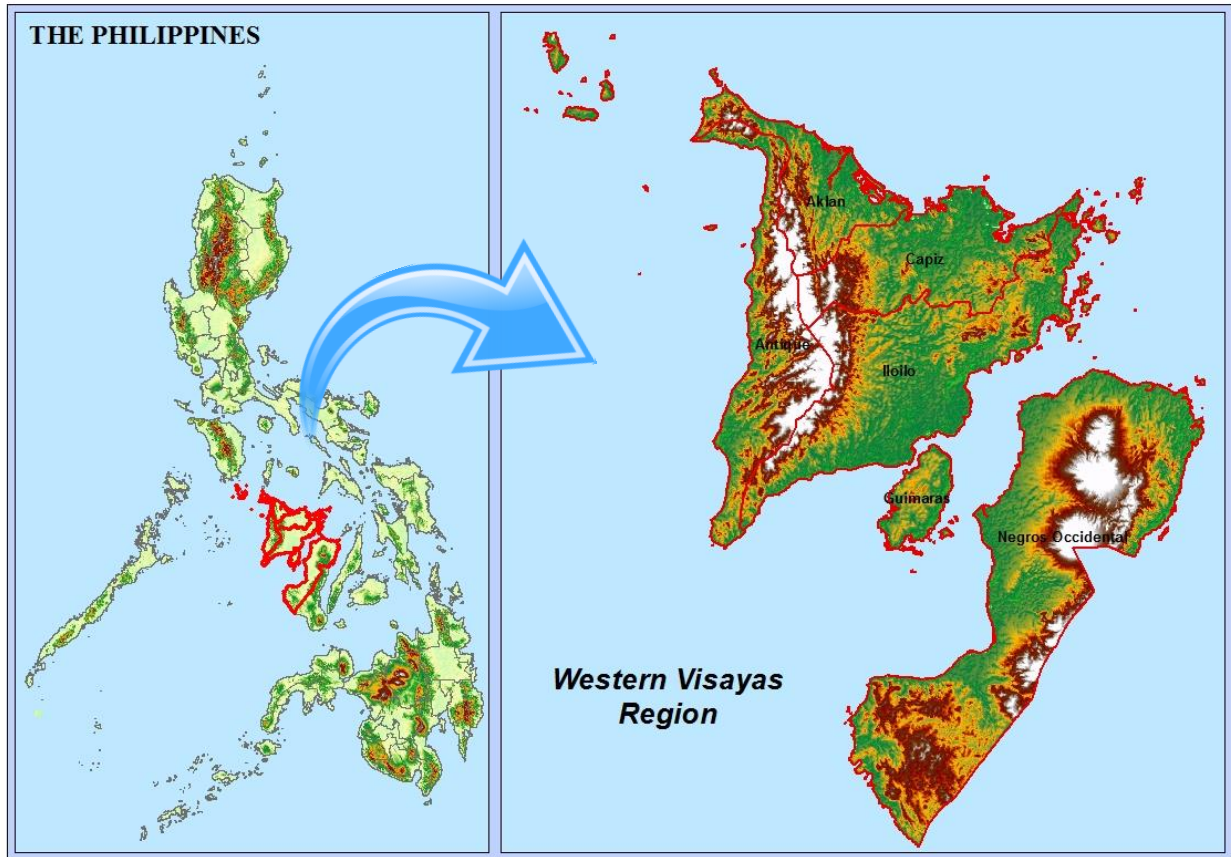 THE PHILIPPINES
Aklan
Capiz
Antique
Iloilo
Guimaras
Negros Occidental
Western Visayas
Region